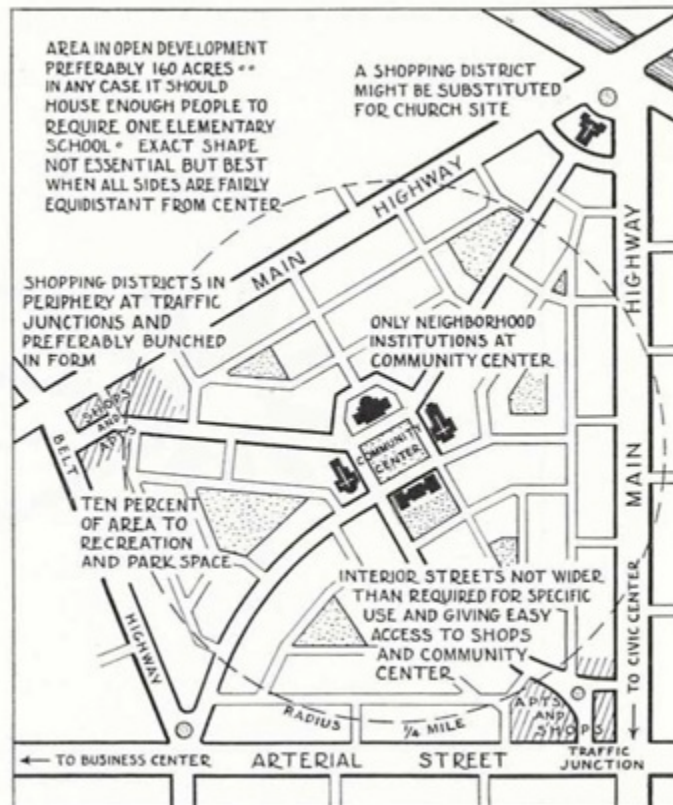 AREA IN OPEN DEVELOPMENT
PREFERABLY 160 ACRES • •
IN ANY CASE IT SHOULD
HOUSE ENOUGH PEOPLE TO
REQUIRE ONE ELEMENTARY
SCHOOL • EXACT SHAPE
NOT ESSENTIAL BUT BEST
WHEN ALL SIDES ARE FAIRLY
EQUIDISTANT FROM CENTER
A SHOPPING DISTRICT
MIGHT BE SUBSTITUTED
FOR CHURCH SITE
MAIN HIGHWAY
HIGHWAY
MAIN
SHOPPING DISTRICTS IN
PERIPHERY AT TRAFFIC
JUNCTIONS AND
PREFERABLY BUNCHED
IN FORM
ONLY NEIGHBORHOOD
INSTITUTIONS AT
COMMUNITY CENTER
SHOPS
AND
APTS
BELT
HIGHWAY
COMMUNITY
CENTER
TEN PERCENT
OF AREA TO
RECREATION
AND PARK SPACE
INTERIOR STREETS NOT WIDER
THAN REQUIRED FOR SPECIFIC
USE AND GIVING EASY
ACCESS TO SHOPS
AND COMMUNITY
CENTER
TO CIVIC CENTER
RADIUS 1/4 MILE
APTS
AND
SHOPS
← TO BUSINESS CENTER
ARTERIAL STREET
TRAFFIC
JUNCTION